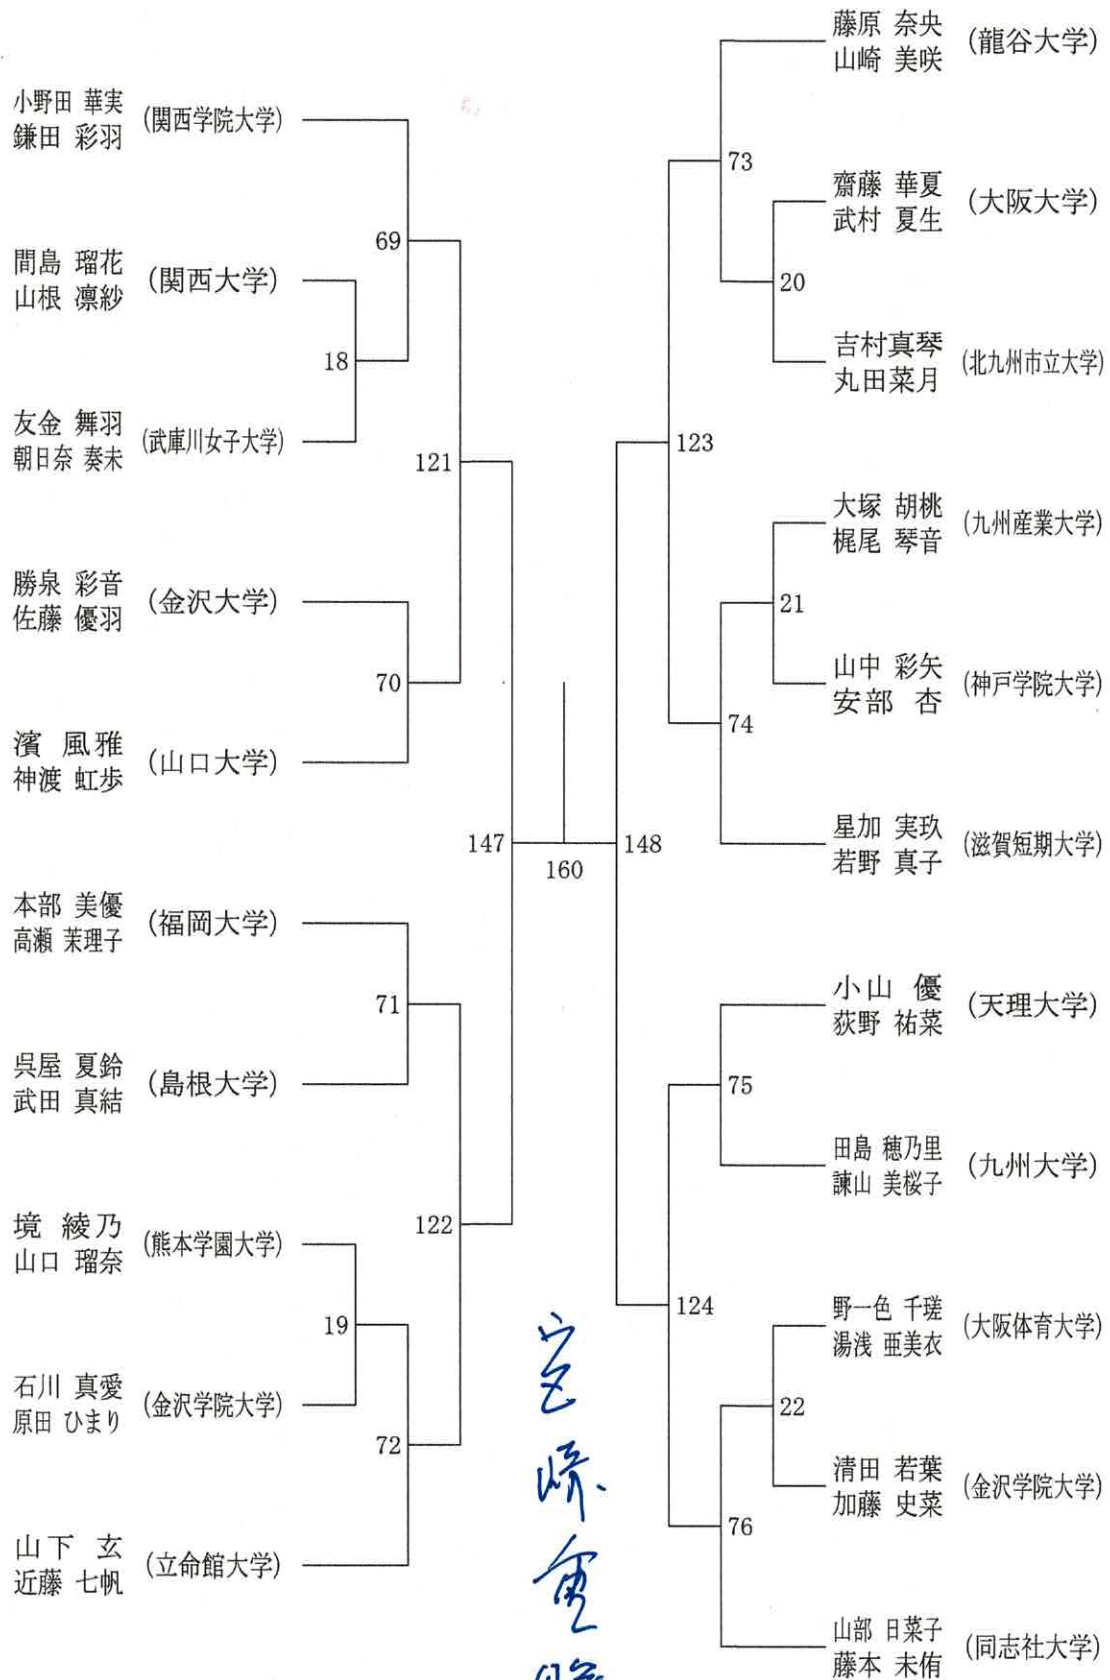 小野田 華実
鎌田 彩羽
(関西学院大学)
69
間島 瑠花
山根 凛紗
(関西大学)
18
友金 舞羽
朝日奈 奏未
(武庫川女子大学)
121
勝泉 彩音
佐藤 優羽
(金沢大学)
70
濱 風雅
神渡 虹歩
(山口大学)
147
160
本部 美優
高瀬 茉理子
(福岡大学)
71
呉屋 夏鈴
武田 真結
(島根大学)
122
境 綾乃
山口 瑠奈
(熊本学園大学)
19
石川 真愛
原田 ひまり
(金沢学院大学)
72
山下 玄
近藤 七帆
(立命館大学)
藤原 奈央
山崎 美咲
(龍谷大学)
73
齋藤 華夏
武村 夏生
(大阪大学)
20
吉村真琴
丸田菜月
(北九州市立大学)
123
大塚 胡桃
梶尾 琴音
(九州産業大学)
21
山中 彩矢
安部 杏
(神戸学院大学)
74
星加 実玖
若野 真子
(滋賀短期大学)
148
小山 優
荻野 祐菜
(天理大学)
75
田島 穂乃里
諫山 美桜子
(九州大学)
124
野一色 千瑳
湯浅 亜美衣
(大阪体育大学)
22
清田 若葉
加藤 史菜
(金沢学院大学)
76
山部 日菜子
藤本 未侑
(同志社大学)